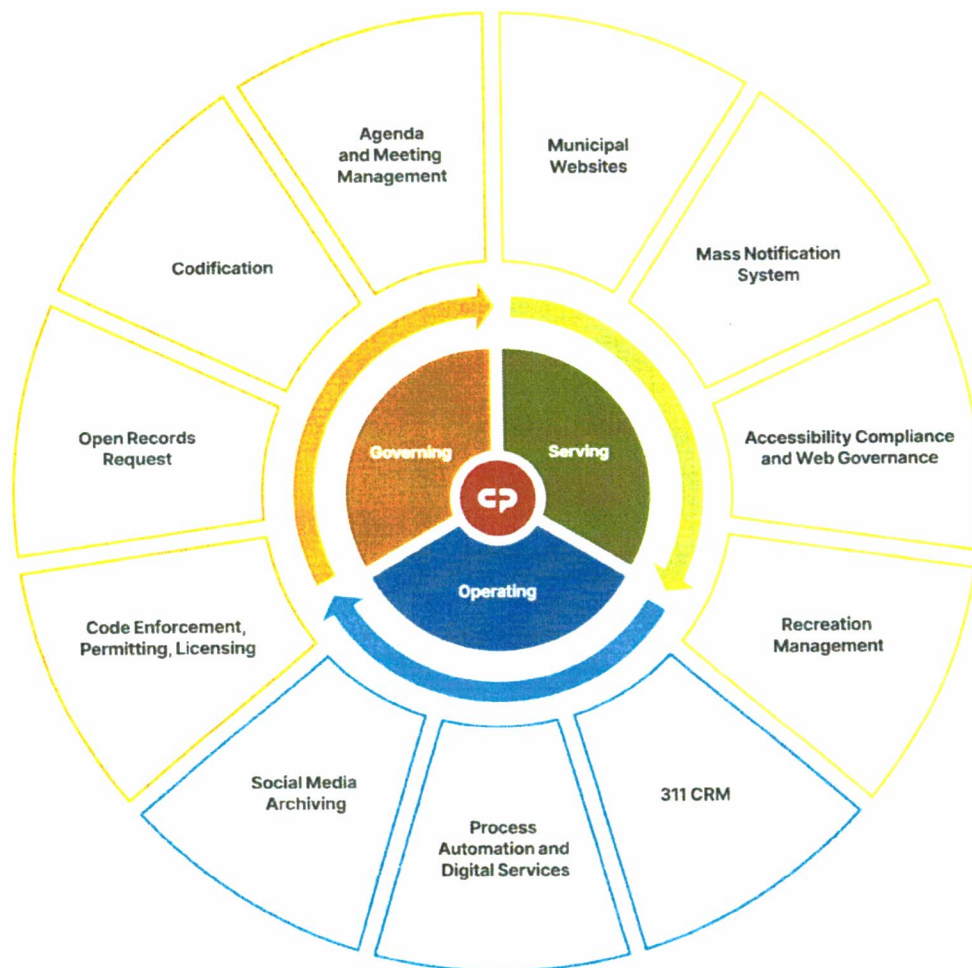 Agenda
and Meeting
Management
Municipal
Websites
Mass Notification
System
Accessibility Compliance
and Web Governance
Recreation
Management
311 CRM
Process
Automation and
Digital Services
Social Media
Archiving
Code Enforcement,
Permitting, Licensing
Open Records
Request
Codification
Governing
Serving
Operating
CP